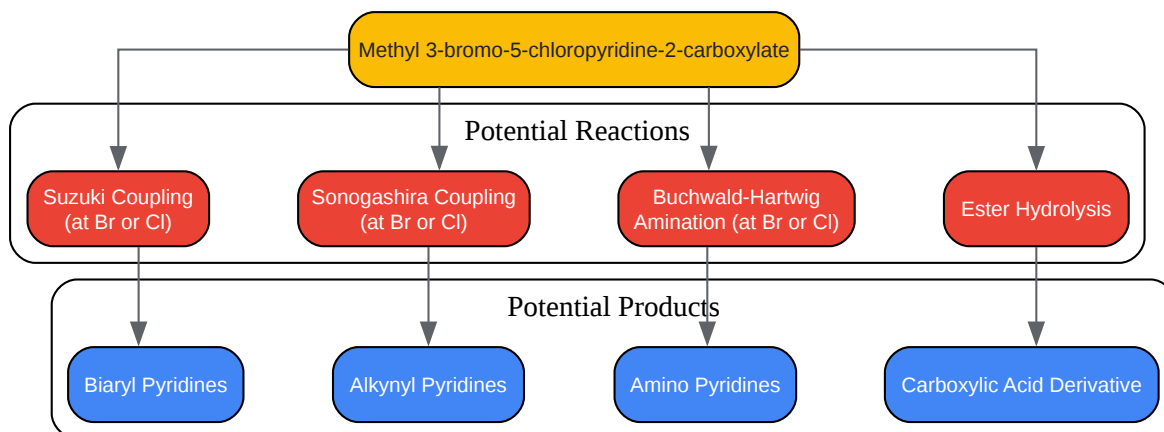 Methyl 3-bromo-5-chloropyridine-2-carboxylate
Potential Reactions
Suzuki Coupling
(at Br or Cl)
Sonogashira Coupling
(at Br or Cl)
Buchwald-Hartwig
Amination (at Br or Cl)
Ester Hydrolysis
Potential Products
Biaryl Pyridines
Alkynyl Pyridines
Amino Pyridines
Carboxylic Acid Derivative